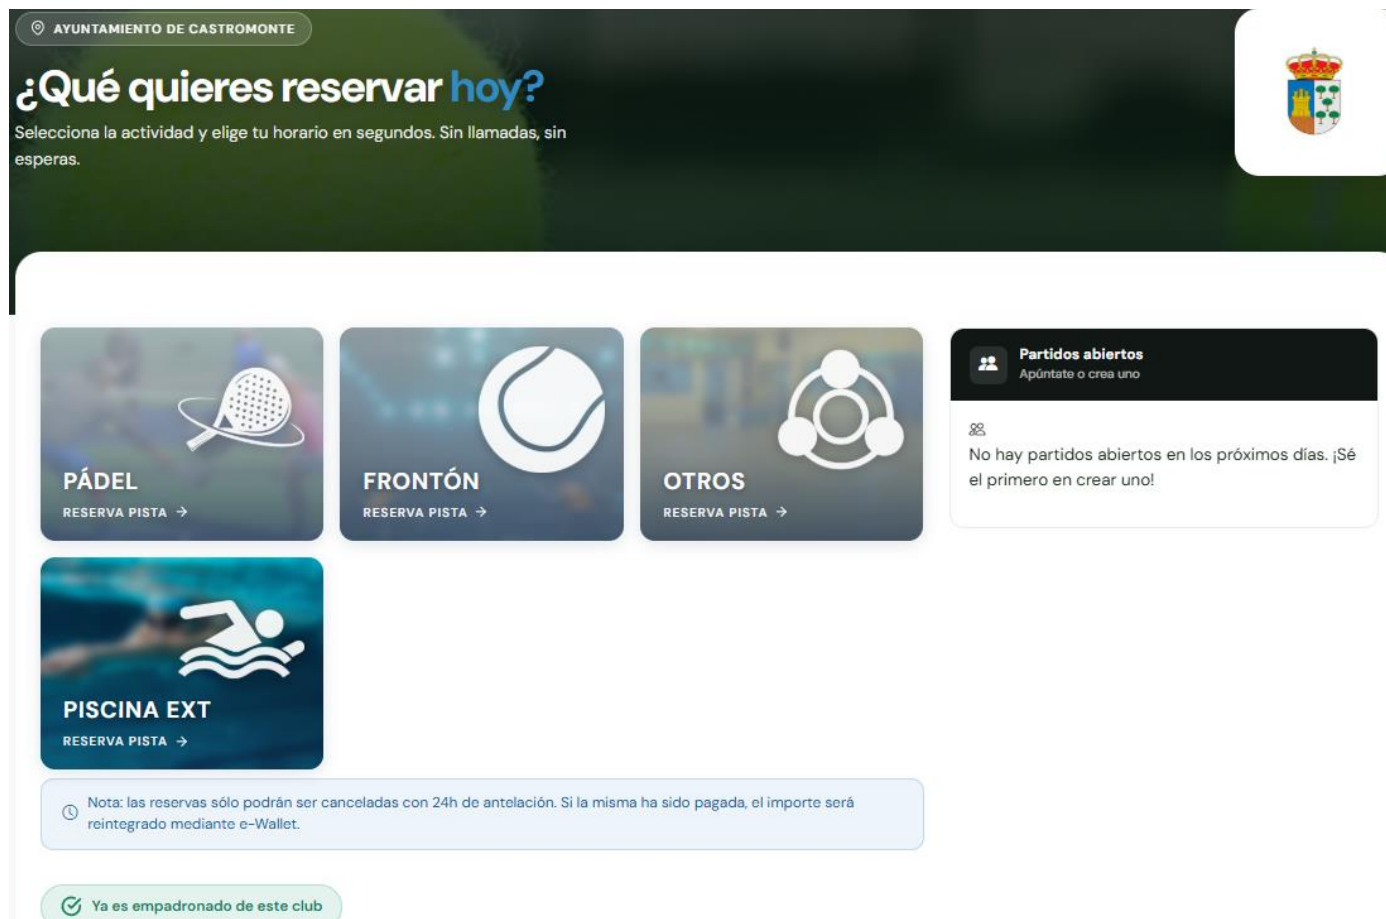 AYUNTAMIENTO DE CASTROMONTE
¿Qué quieres reservar hoy?
Selecciona la actividad y elige tu horario en segundos. Sin llamadas, sin
esperas.
PÁDEL
RESERVA PISTA →
FRONTÓN
RESERVA PISTA →
OTROS
RESERVA PISTA →
PISCINA EXT
RESERVA PISTA →
Partidos abiertos
Apúntate o crea uno
No hay partidos abiertos en los próximos días. ¡Sé
el primero en crear uno!
Nota: las reservas sólo podrán ser canceladas con 24h de antelación. Si la misma ha sido pagada, el importe será
reintegrado mediante e-Wallet.
Ya es empadronado de este club